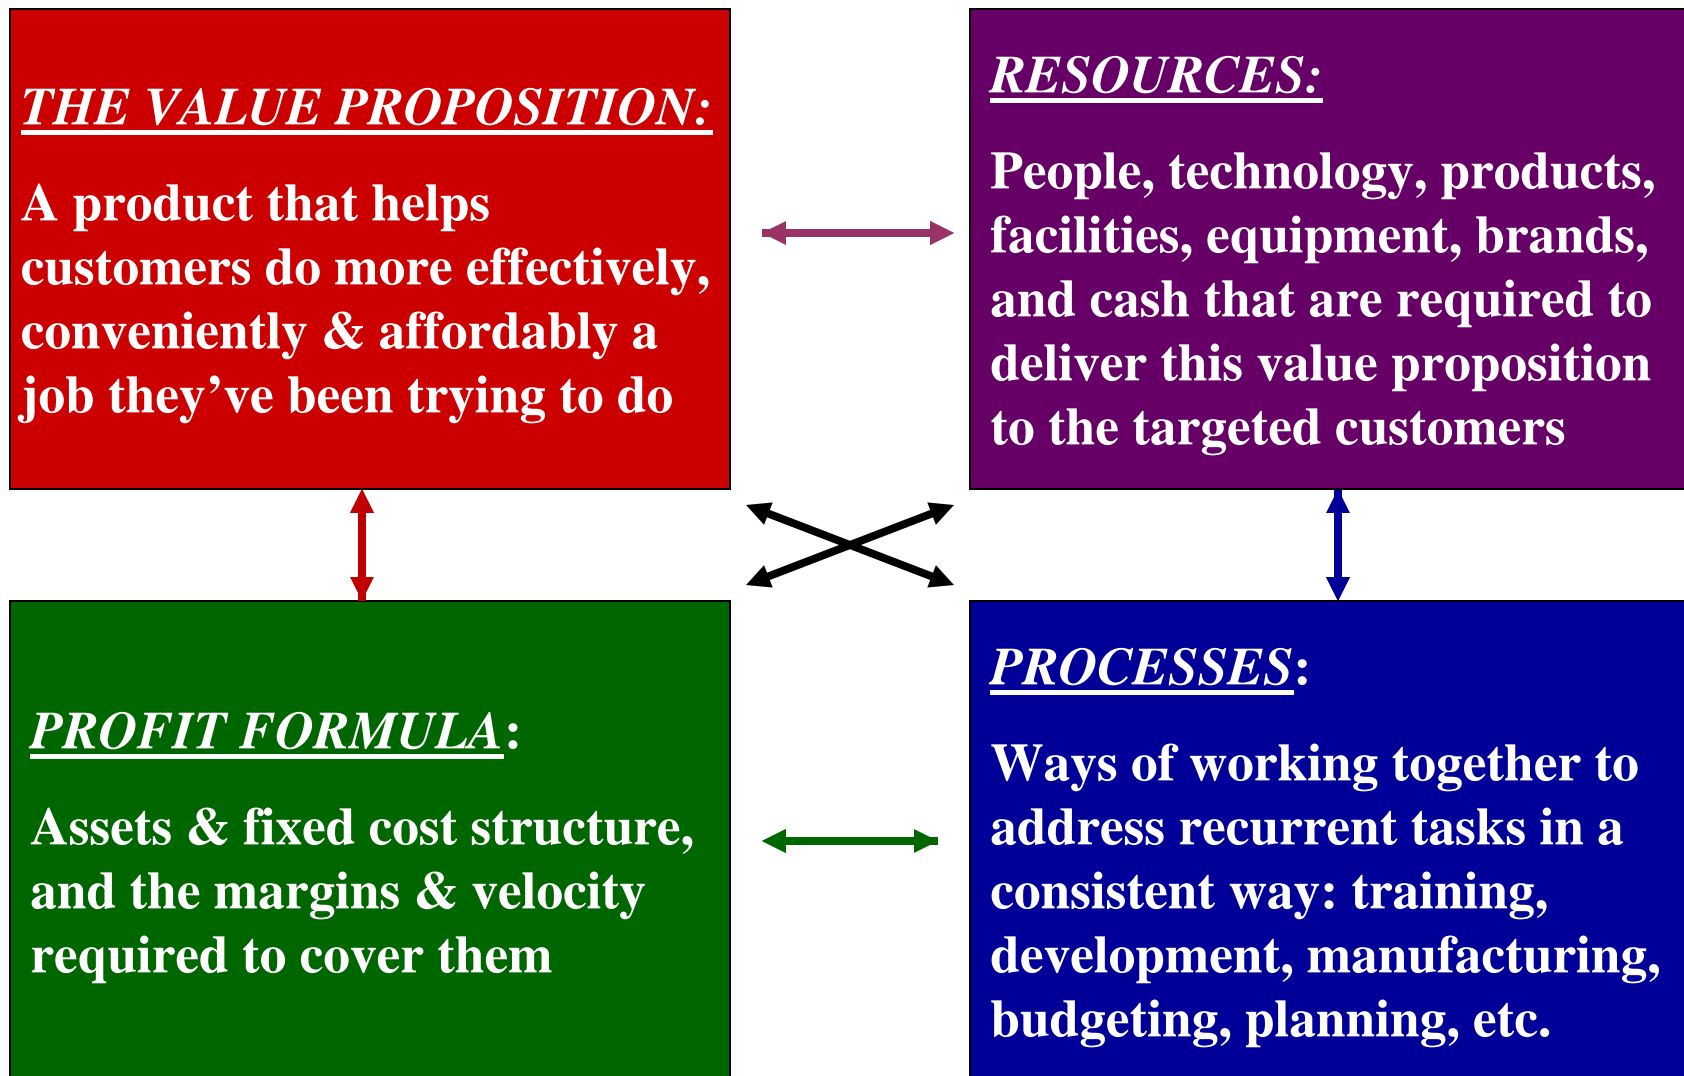 THE VALUE PROPOSITION:
A product that helps
customers do more effectively,
conveniently & affordably a
job they’ve been trying to do
RESOURCES:
People, technology, products,
facilities, equipment, brands,
and cash that are required to
deliver this value proposition
to the targeted customers
PROFIT FORMULA:
Assets & fixed cost structure,
and the margins & velocity
required to cover them
PROCESSES:
Ways of working together to
address recurrent tasks in a
consistent way: training,
development, manufacturing,
budgeting, planning, etc.